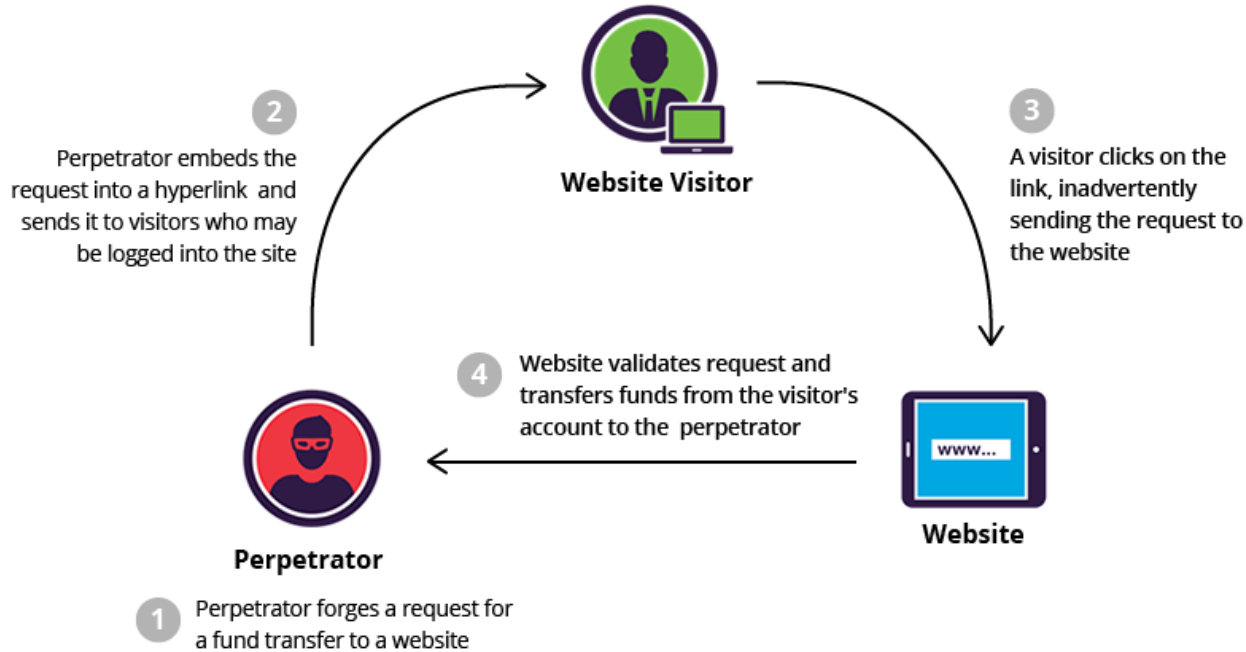 2
Perpetrator embeds the
request into a hyperlink and
sends it to visitors who may
be logged into the site
Website Visitor
3
A visitor clicks on the
link, inadvertently
sending the request to
the website
4
Website validates request and
transfers funds from the visitor's
account to the perpetrator
www...
Website
Perpetrator
1
Perpetrator forges a request for
a fund transfer to a website